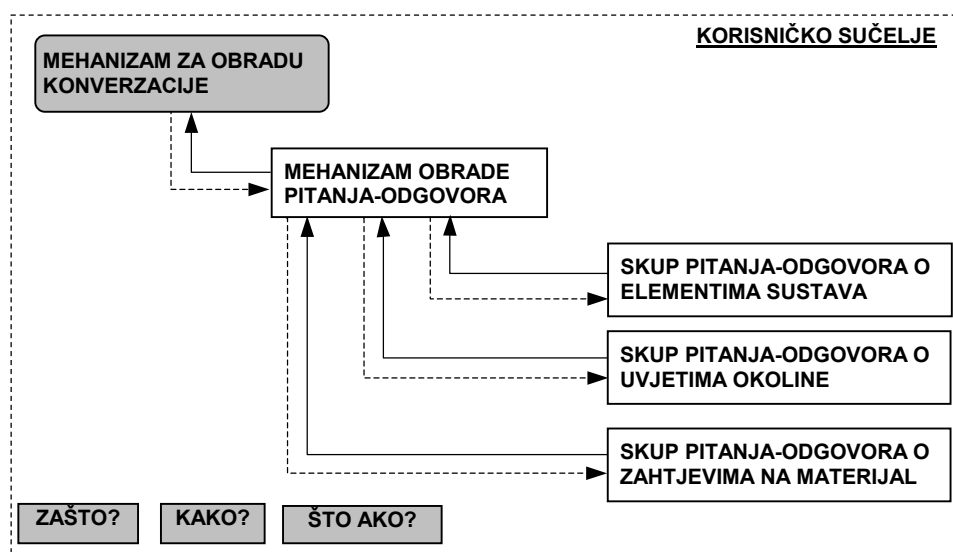 KORISNIČKO SUČELJE
MEHANIZAM ZA OBRADU
KONVERZACIJE
MEHANIZAM OBRADE
PITANJA-ODGOVORA
SKUP PITANJA-ODGOVORA O
ELEMENTIMA SUSTAVA
SKUP PITANJA-ODGOVORA O
UVJETIMA OKOLINE
SKUP PITANJA-ODGOVORA O
ZAHTJEVIMA NA MATERIJAL
ZAŠTO?
KAKO?
ŠTO AKO?